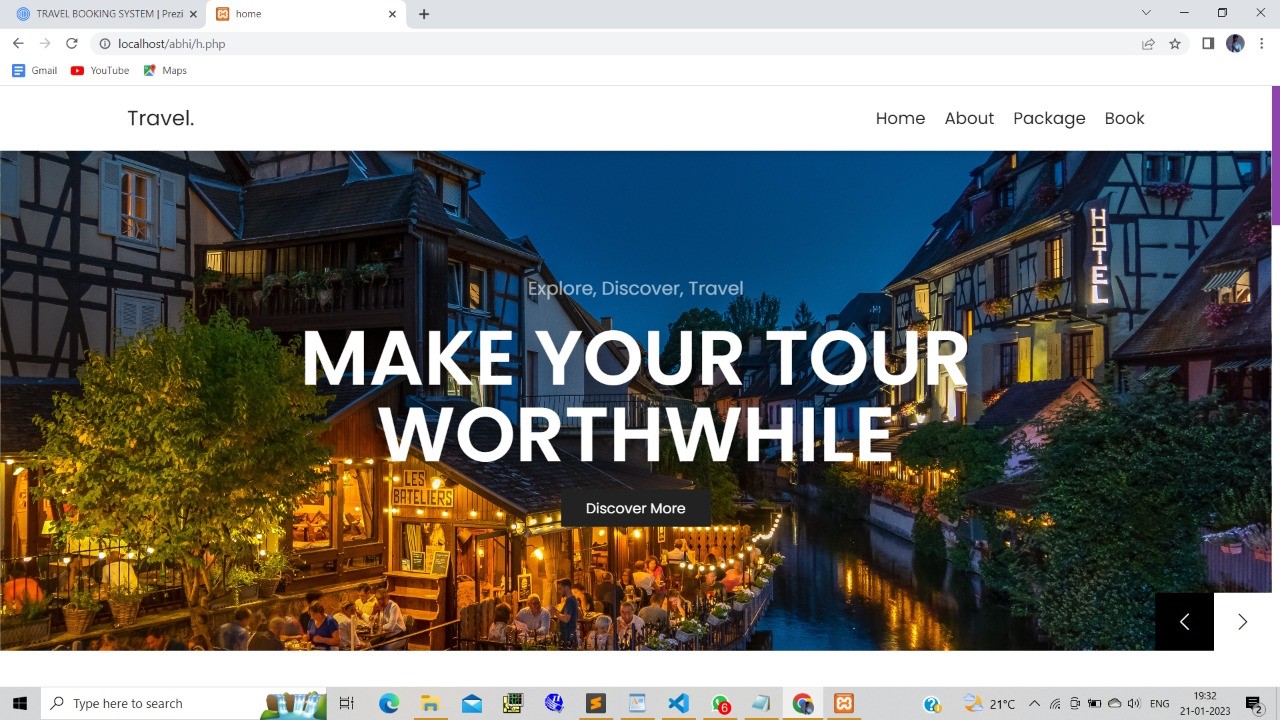 TRAVEL BOOKING SYSTEM | Prezi
home
localhost/abhi/h.php
Gmail
YouTube
Maps
Travel.
Home About Package Book
HOTEL
Explore, Discover, Travel
MAKE YOUR TOUR
WORTHWHILE
LES
BATELIERS
Discover More
Type here to search
6
21°C
ENG
19:32
21-01-2023
2